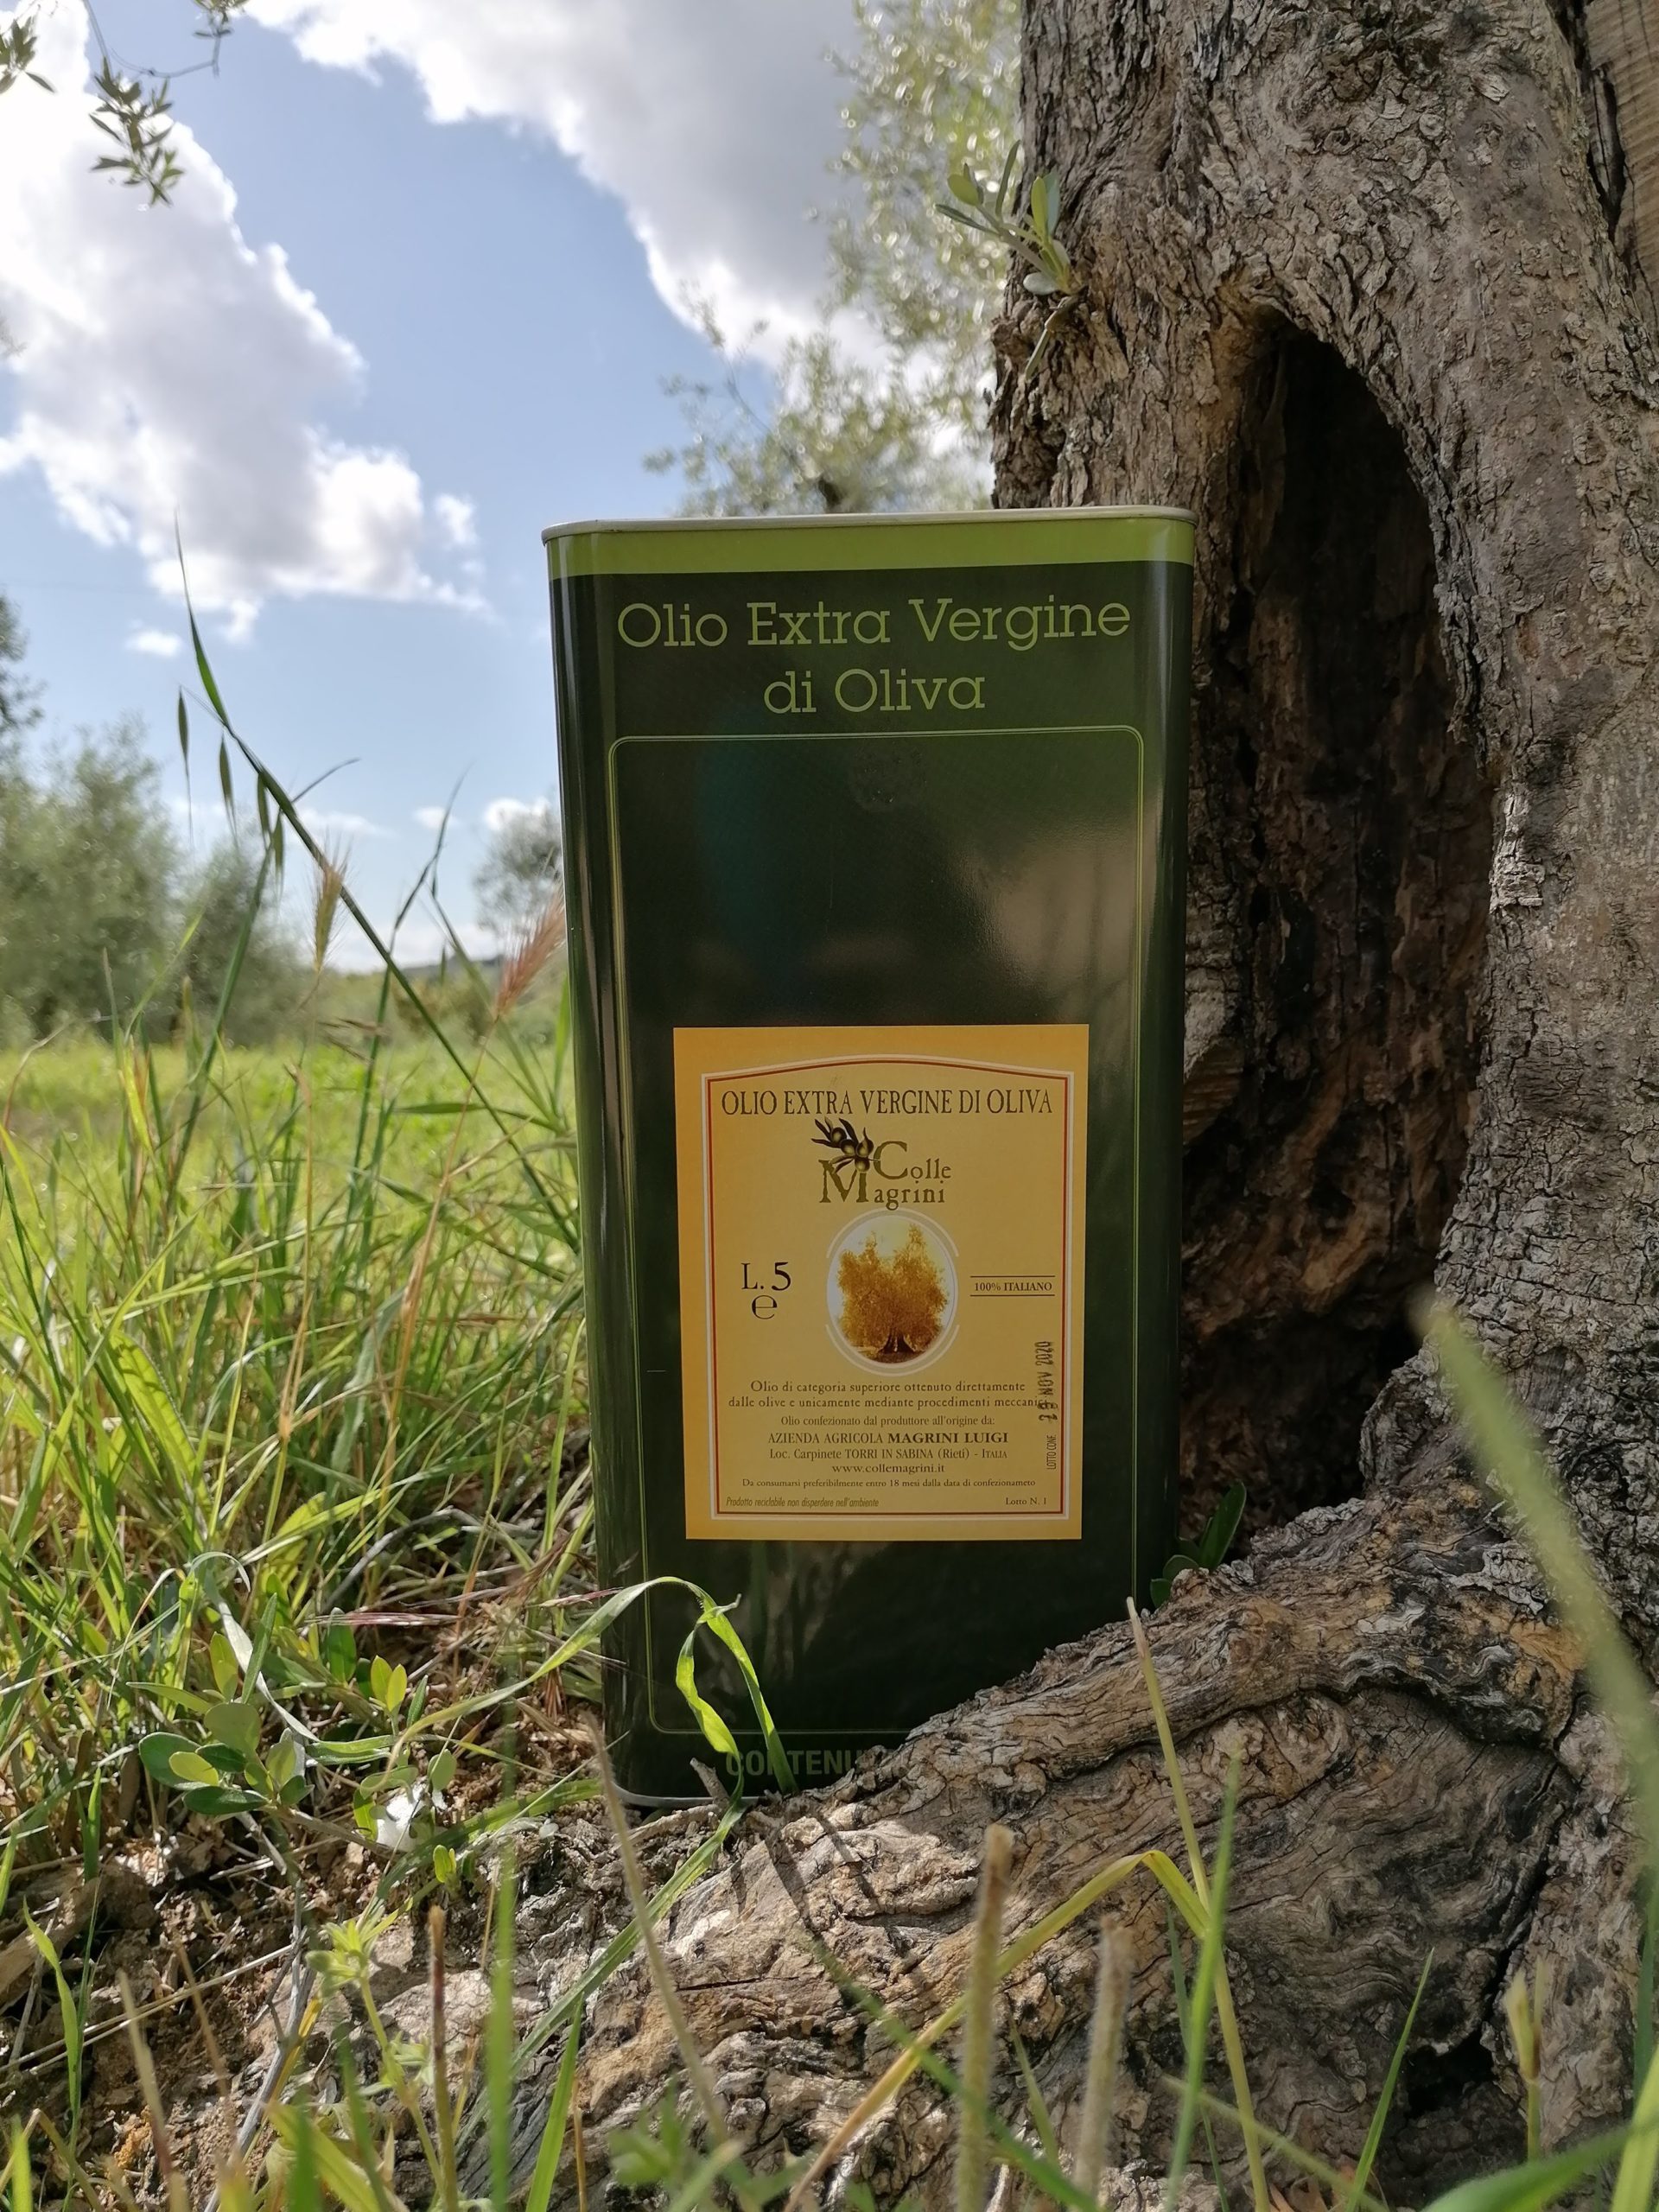 Olio Extra Vergine
di Oliva
OLIO EXTRA VERGINE DI OLIVA
Colle
Magrini
L. 5
e
100% ITALIANO
Olio di categoria superiore ottenuto direttamente
dalle olive e unicamente mediante procedimenti
Olio confezionato dal produttore all'origine da:
AZIENDA AGRICOLA MAGRINI LUIGI
Loc. Carpinete TORRI IN SABINA (Rieti) - ITALIA
www.collemagrini.it
Da consumarsi preferibilmente entro 18 mesi dalla data di confezionameto
Prodotto reciclabile non disperdere nell'ambiente
Lotto N. 1
LOTTO CONF.
NOV 2020